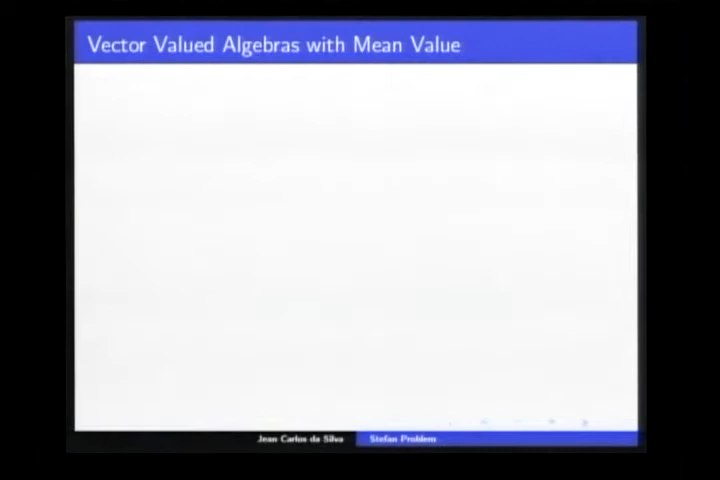 Vector Valued Algebras with Mean Value
Jean Carlos da Silva
Stefan Problem